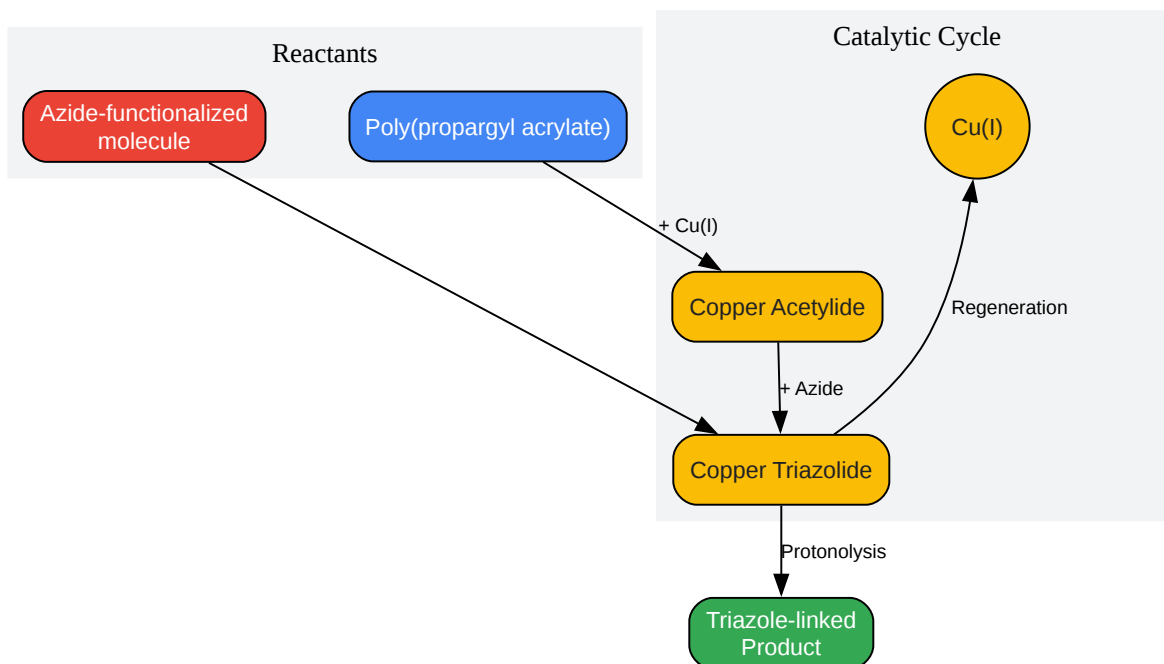 Reactants
Catalytic Cycle
Azide-functionalized
molecule
Poly(propargyl acrylate)
Cu(I)
+ Cu(I)
Copper Acetylide
Regeneration
+ Azide
Copper Triazolide
Protonolysis
Triazole-linked
Product